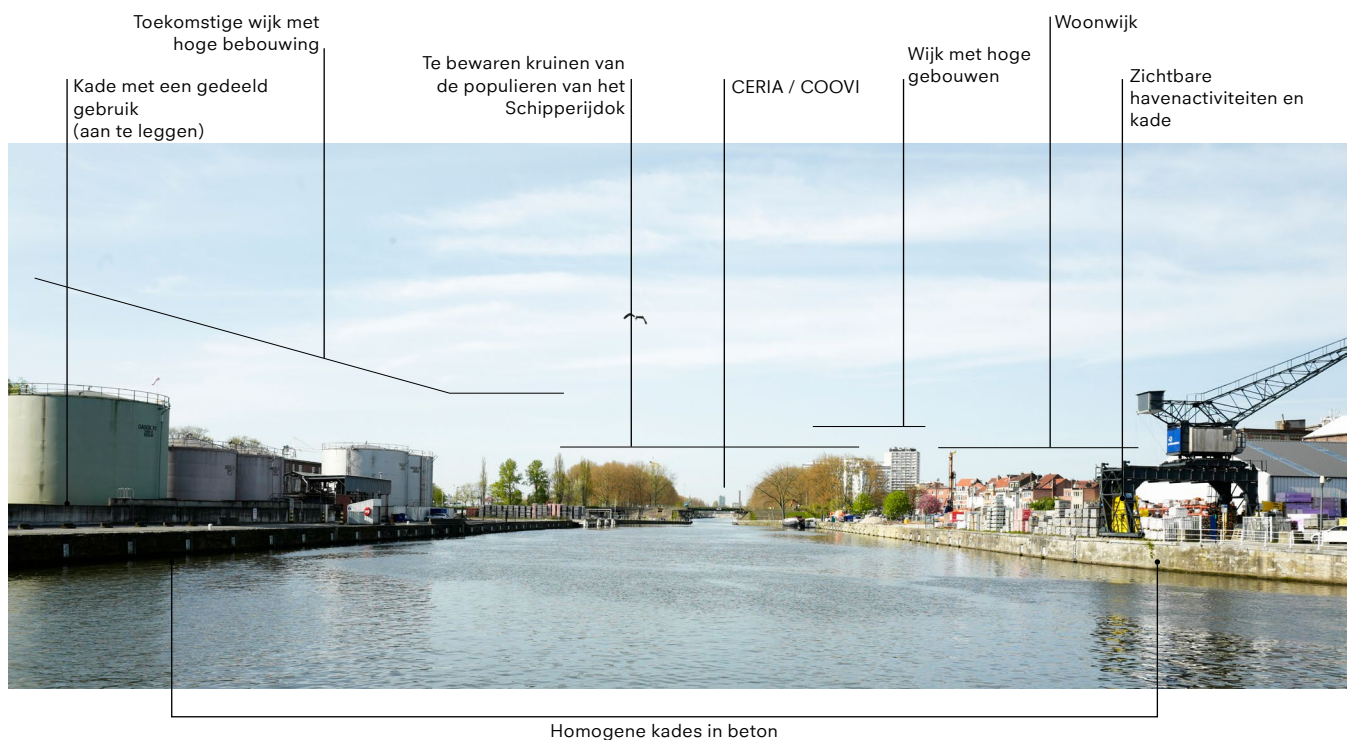 Toekomstige wijk met
hoge bebouwing
Kade met een gedeeld
gebruik
(aan te leggen)
Te bewaren kruinen van
de populieren van het
Schipperijdok
CERIA / COOVI
Wijk met hoge
gebouwen
Woonwijk
Zichtbare
havenactiviteiten en
kade
Homogene kades in beton